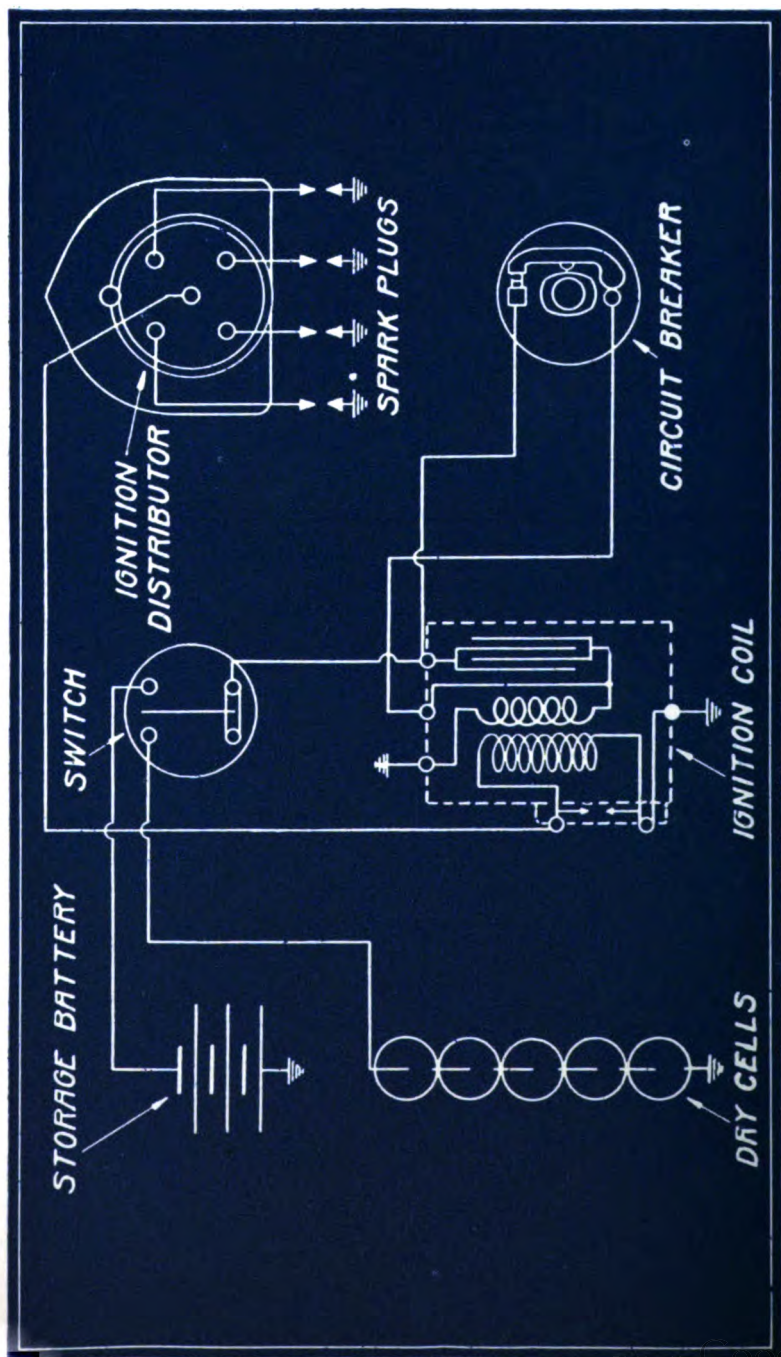 STORAGE BATTERY
SWITCH
IGNITION
DISTRIBUTOR
SPARK PLUGS
DRY CELLS
IGNITION COIL
CIRCUIT BREAKER